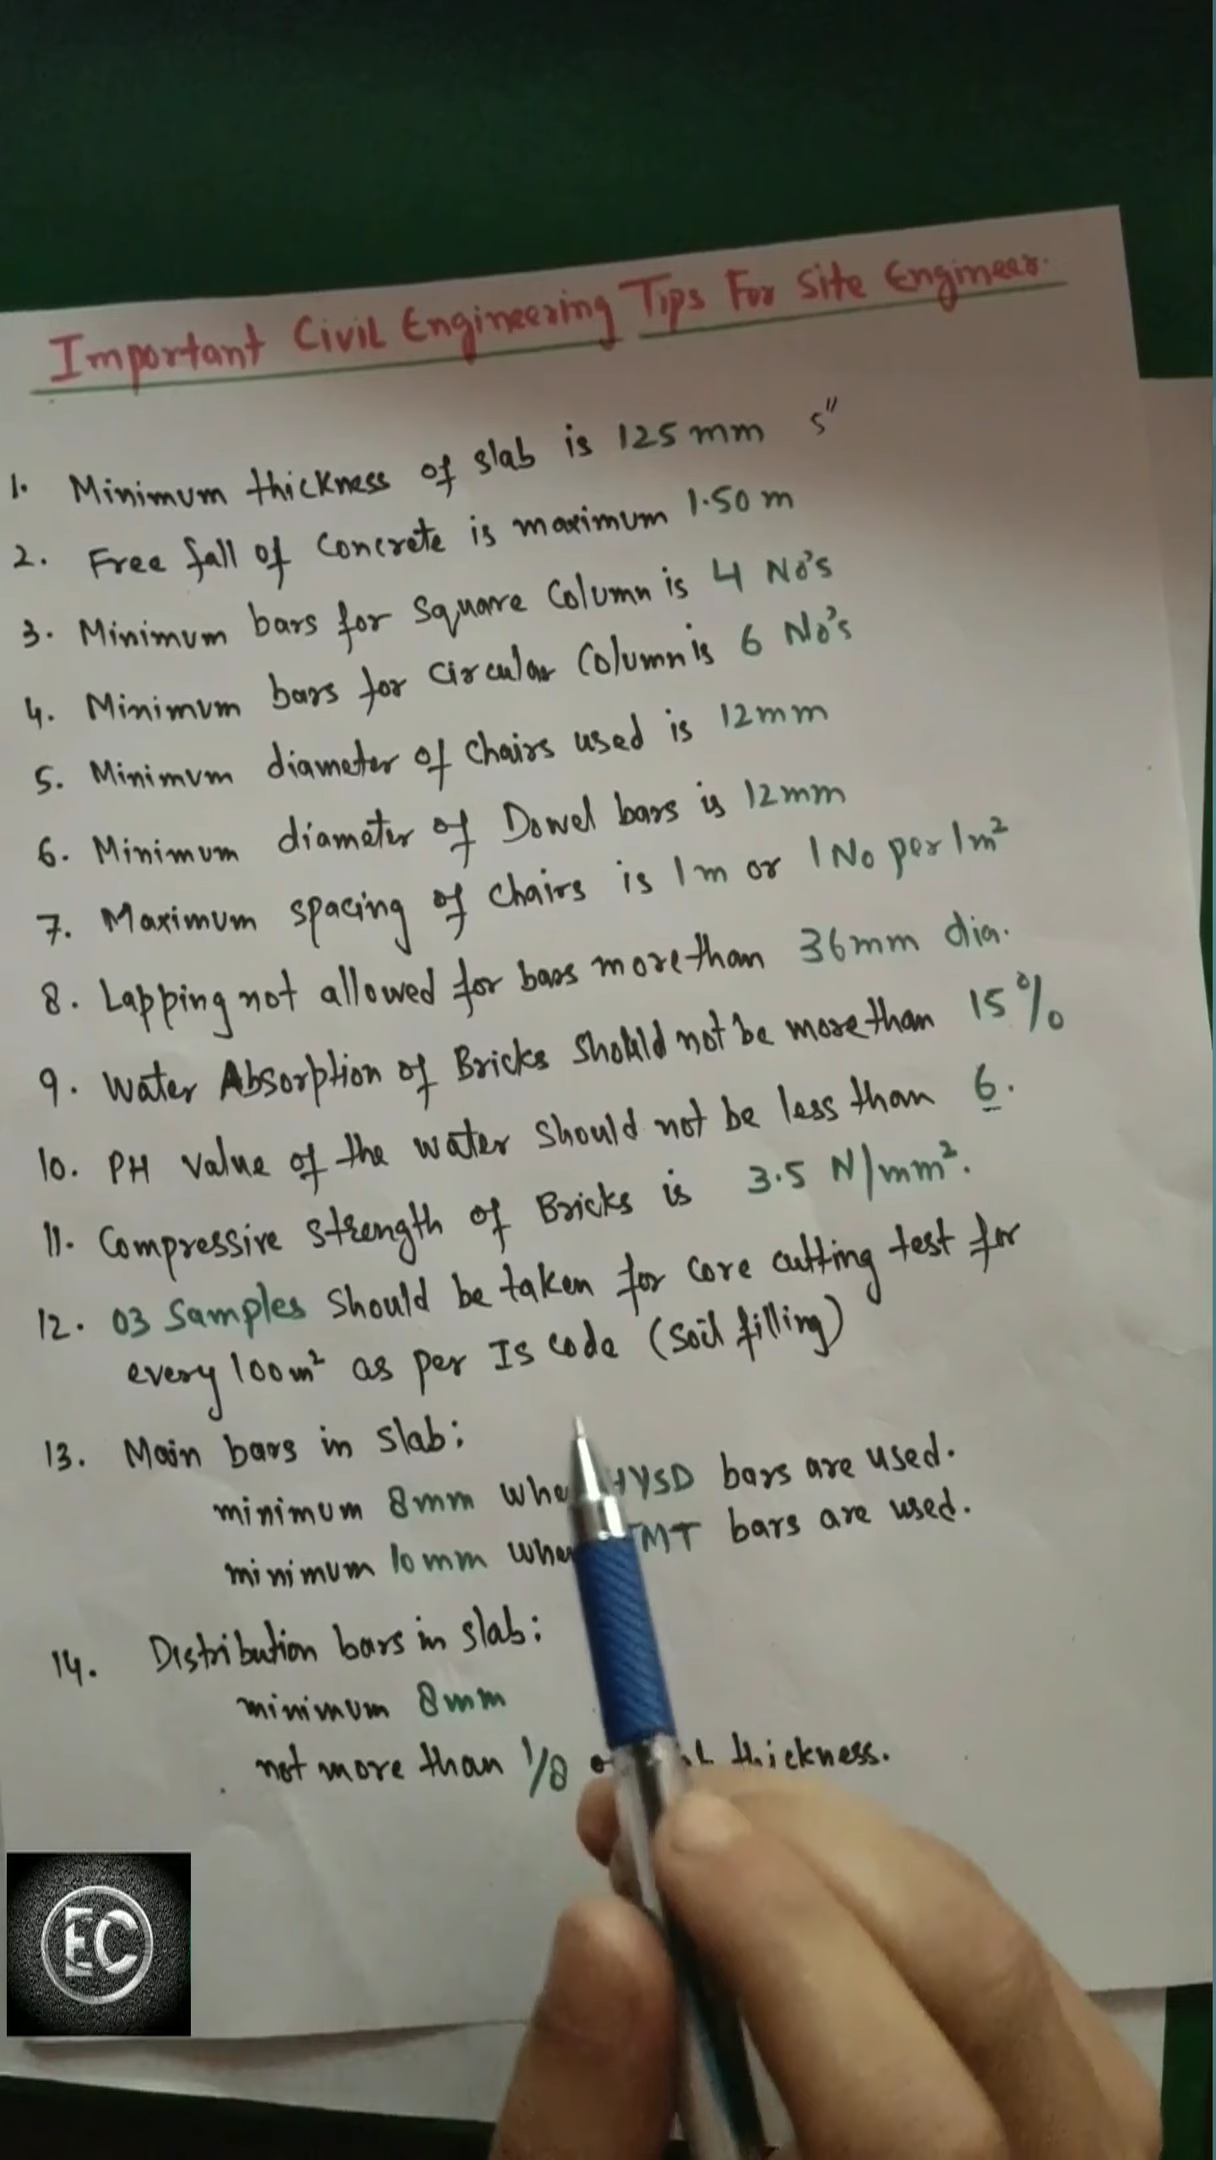 Important Civil Engineering Tips For Site Engineer.
1. Minimum thickness of slab is 125 mm 5"
2. Free fall of Concrete is maximum 1.50 m
3. Minimum bars for Square Column is 4 No's
4. Minimum bars for Circular Column is 6 No's
5. Minimum diameter of Chairs used is 12mm
6. Minimum diameter of Dowel bars is 12mm
7. Maximum spacing of Chairs is 1m or 1 No per 1m²
8. Lapping not allowed for bars more than 36mm dia.
9. Water Absorption of Bricks Should not be more than 15%
10. PH Value of the water Should not be less than 6.
11. Compressive Strength of Bricks is 3.5 N/mm².
12. 03 Samples Should be taken for Core cutting test for
every 100m² as per Is code (Soil filling)
13. Main bars in slab:
minimum 8mm HYSD bars are used.
minimum 10mm TMT bars are used.
14. Distribution bars in slab:
minimum 8mm
not more than 1/8 thickness.
EC